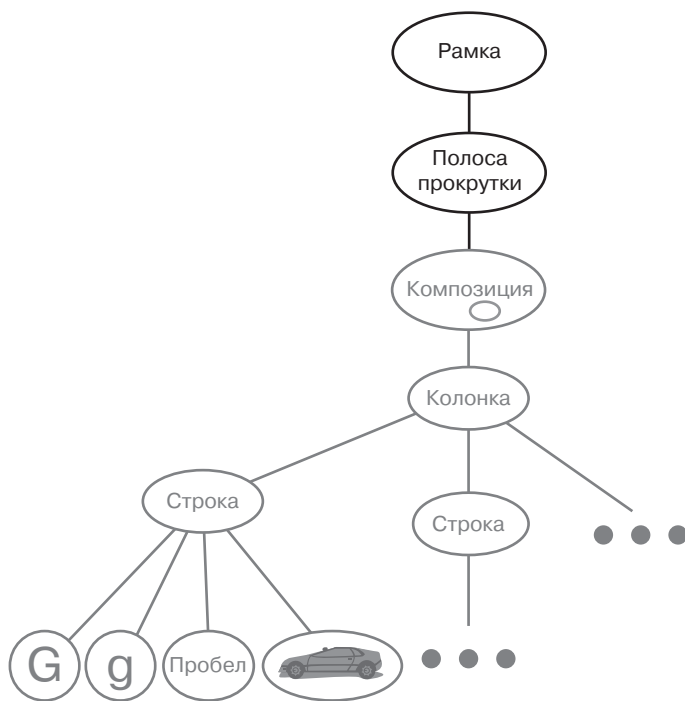 Рамка
Полоса
прокрутки
Композиция
Колонка
Строка
Строка
G
g
Пробел